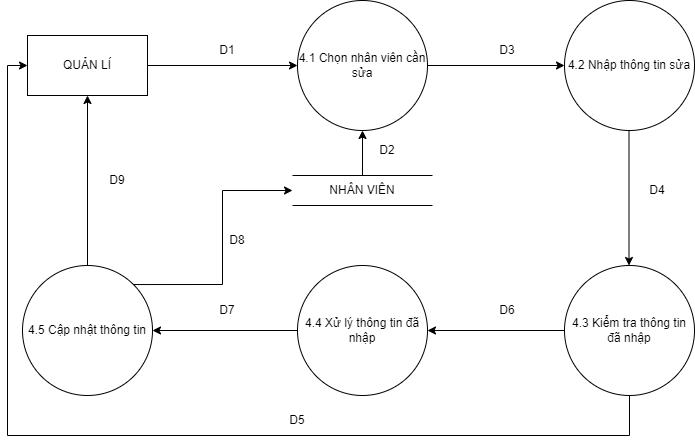 QUẢN LÍ
D1
4.1 Chọn nhân viên cần
sửa
D3
4.2 Nhập thông tin sửa
D2
D9
NHÂN VIÊN
D4
D8
4.5 Cập nhật thông tin
D7
4.4 Xử lý thông tin đã
nhập
D6
4.3 Kiểm tra thông tin
đã nhập
D5